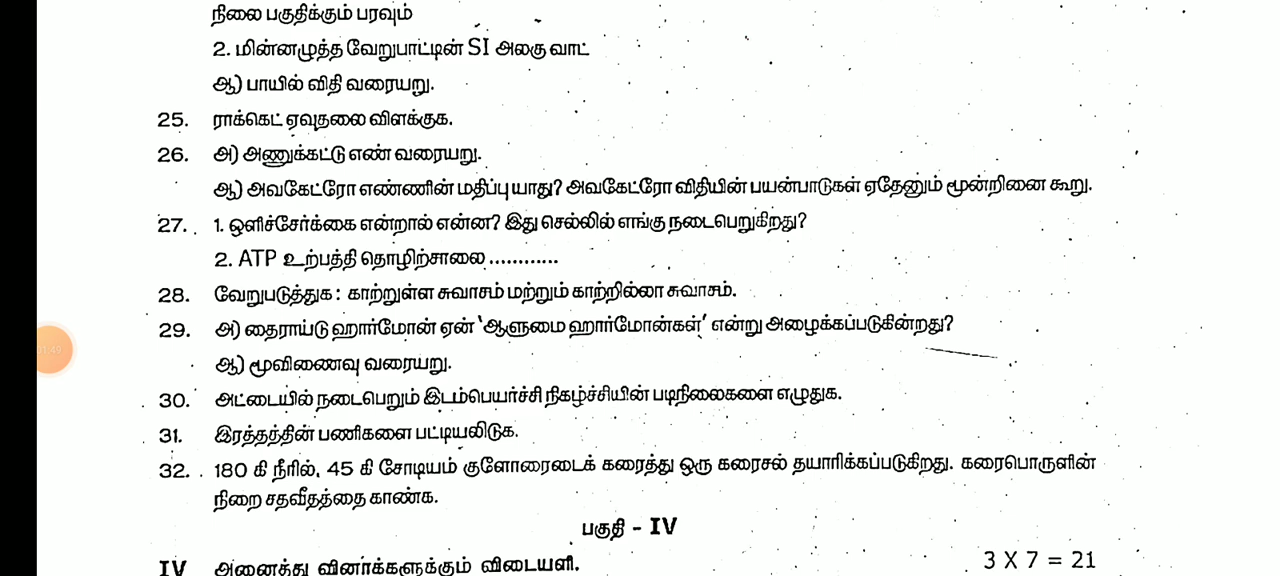 நிலை பகுதிக்கும் பரவும்
2. மின்னழுத்த வேறுபாட்டின் SI அலகு வாட்
ஆ) பாயில் விதி வரையறு.
25. ராக்கெட் ஏவுதலை விளக்குக.
26. அ) அணுக்கட்டு எண் வரையறு.
ஆ) அவகேட்ரோ எண்ணின் மதிப்பு யாது? அவகேட்ரோ விதியின் பயன்பாடுகள் ஏதேனும் மூன்றினை கூறு.
27. 1. ஒளிச்சேர்க்கை என்றால் என்ன? இது செல்லில் எங்கு நடைபெறுகிறது?
2. ATP உற்பத்தி தொழிற்சாலை ............
28. வேறுபடுத்துக : காற்றுள்ள சுவாசம் மற்றும் காற்றில்லா சுவாசம்.
29. அ) தைராய்டு ஹார்மோன் ஏன் 'ஆளுமை ஹார்மோன்கள்' என்று அழைக்கப்படுகின்றது?
01:49
ஆ) மூவிணைவு வரையறு.
30. அட்டையில் நடைபெறும் இடம்பெயர்ச்சி நிகழ்ச்சியின் படிநிலைகளை எழுதுக.
31. இரத்தத்தின் பணிகளை பட்டியலிடுக.
32. 180 கி நீரில், 45 கி சோடியம் குளோரைடைக் கரைத்து ஒரு கரைசல் தயாரிக்கப்படுகிறது. கரைபொருளின்
நிறை சதவீதத்தை காண்க.
பகுதி - IV
IV அனைத்து வினாக்களுக்கும் விடையளி. 3 X 7 = 21